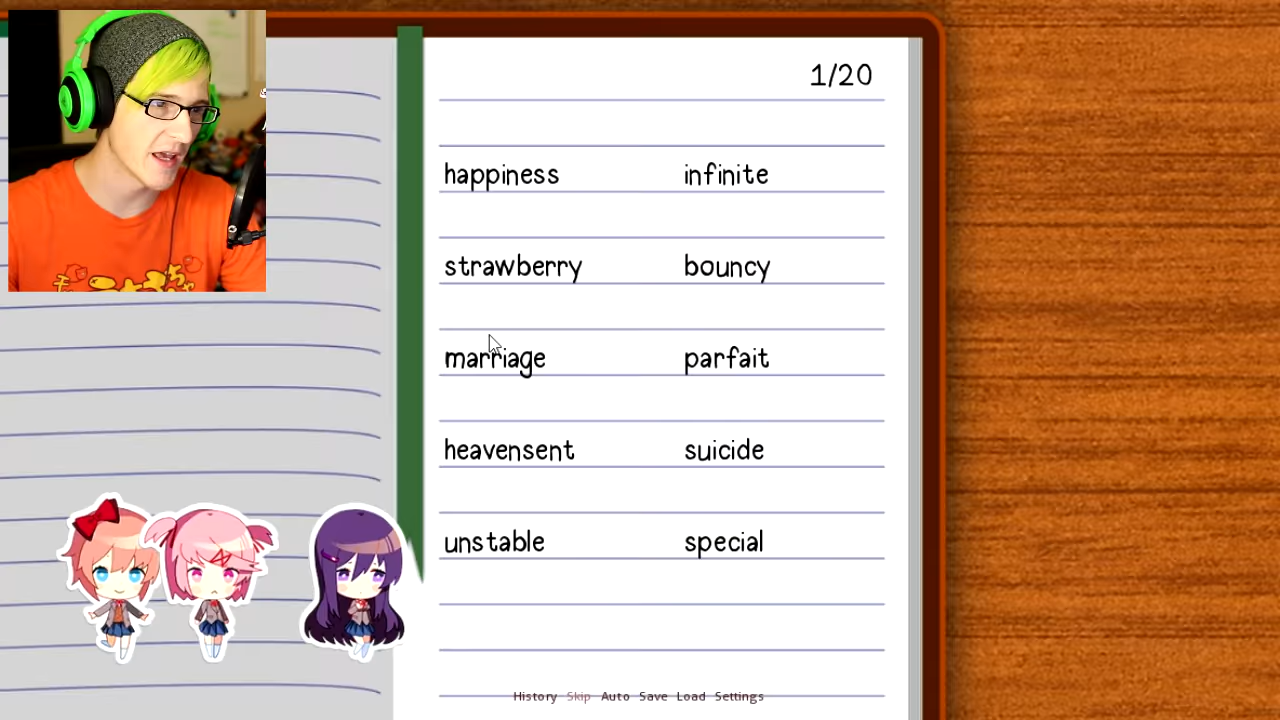 1/20
happiness infinite
strawberry bouncy
marriage parfait
heavensent suicide
unstable special
History Skip Auto Save Load Settings